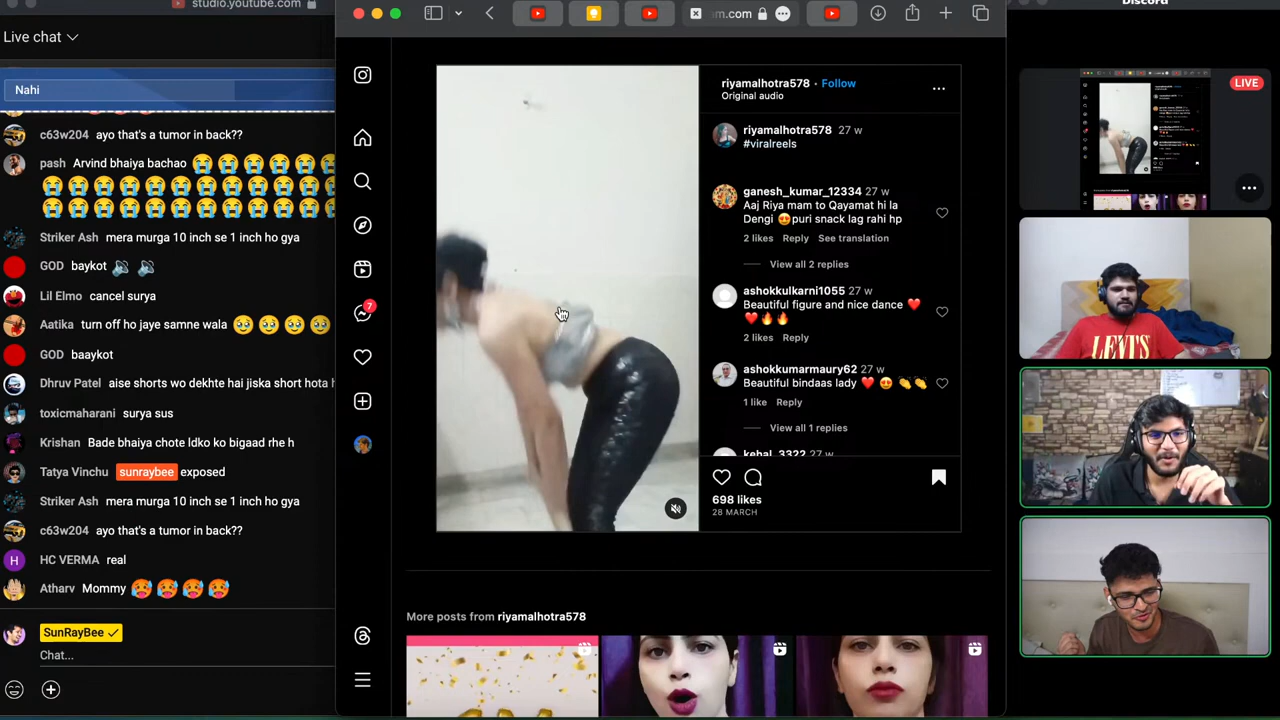 studio.youtube.com
Live chat
Nahi
c63w204 ayo that's a tumor in back??
pash Arvind bhaiya bachao 😭😭😭😭😭😭
😭😭😭😭😭😭😭😭😭😭😭😭
😭😭😭😭😭😭😭😭😭😭😭😭
Striker Ash mera murga 10 inch se 1 inch ho gya
GOD baykot 🔉 🔉
Lil Elmo cancel surya
Aatika turn off ho jaye samne wala 🥹 🥹 🥹 🥹
GOD baaykot
Dhruv Patel aise shorts wo dekhte hai jiska short hota
toxicmaharani surya sus
Krishan Bade bhaiya chote ldko ko bigaad rhe h
Tatya Vinchu sunraybee exposed
Striker Ash mera murga 10 inch se 1 inch ho gya
c63w204 ayo that's a tumor in back??
H HC VERMA real
Atharv Mommy 🥵 🥵 🥵 🥵
SunRayBee ✓
Chat...
am.com
7
riyamalhotra578 · Follow
Original audio
riyamalhotra578 27 w
#viralreels
ganesh_kumar_12334 27 w
Aaj Riya mam to Qayamat hi la
Dengi 😍puri snack lag rahi hp
2 likes Reply See translation
View all 2 replies
ashokkulkarni1055 27 w
Beautiful figure and nice dance ❤️
❤️🔥🔥
2 likes Reply
ashokkumarmaury62 27 w
Beautiful bindaas lady ❤️ 😍 👏👏
1 like Reply
View all 1 replies
kehal_3322 27 w
698 likes
28 MARCH
More posts from riyamalhotra578
Discord
LIVE
LEVI'S